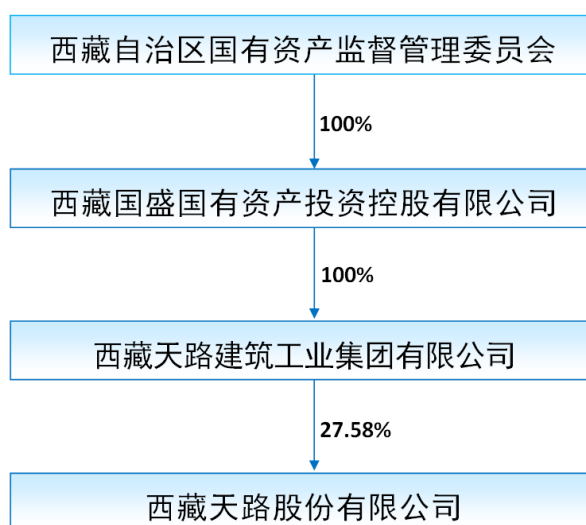 西藏自治区国有资产监督管理委员会
100%
西藏国盛国有资产投资控股有限公司
100%
西藏天路建筑工业集团有限公司
27.58%
西藏天路股份有限公司